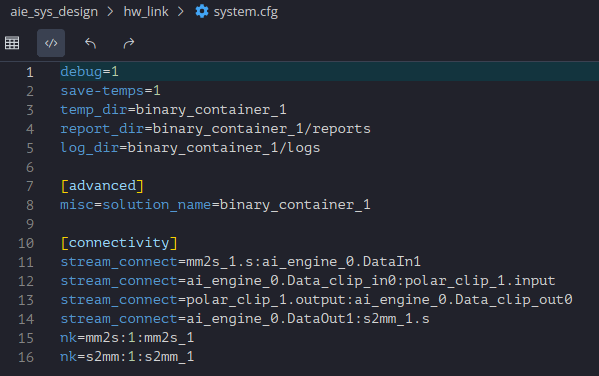 aie_sys_design > hw_link > system.cfg
1 debug=1
2 save-temps=1
3 temp_dir=binary_container_1
4 report_dir=binary_container_1/reports
5 log_dir=binary_container_1/logs
6
7 [advanced]
8 misc=solution_name=binary_container_1
9
10 [connectivity]
11 stream_connect=mm2s_1.s:ai_engine_0.DataIn1
12 stream_connect=ai_engine_0.Data_clip_in0:polar_clip_1.input
13 stream_connect=polar_clip_1.output:ai_engine_0.Data_clip_out0
14 stream_connect=ai_engine_0.DataOut1:s2mm_1.s
15 nk=mm2s:1:mm2s_1
16 nk=s2mm:1:s2mm_1